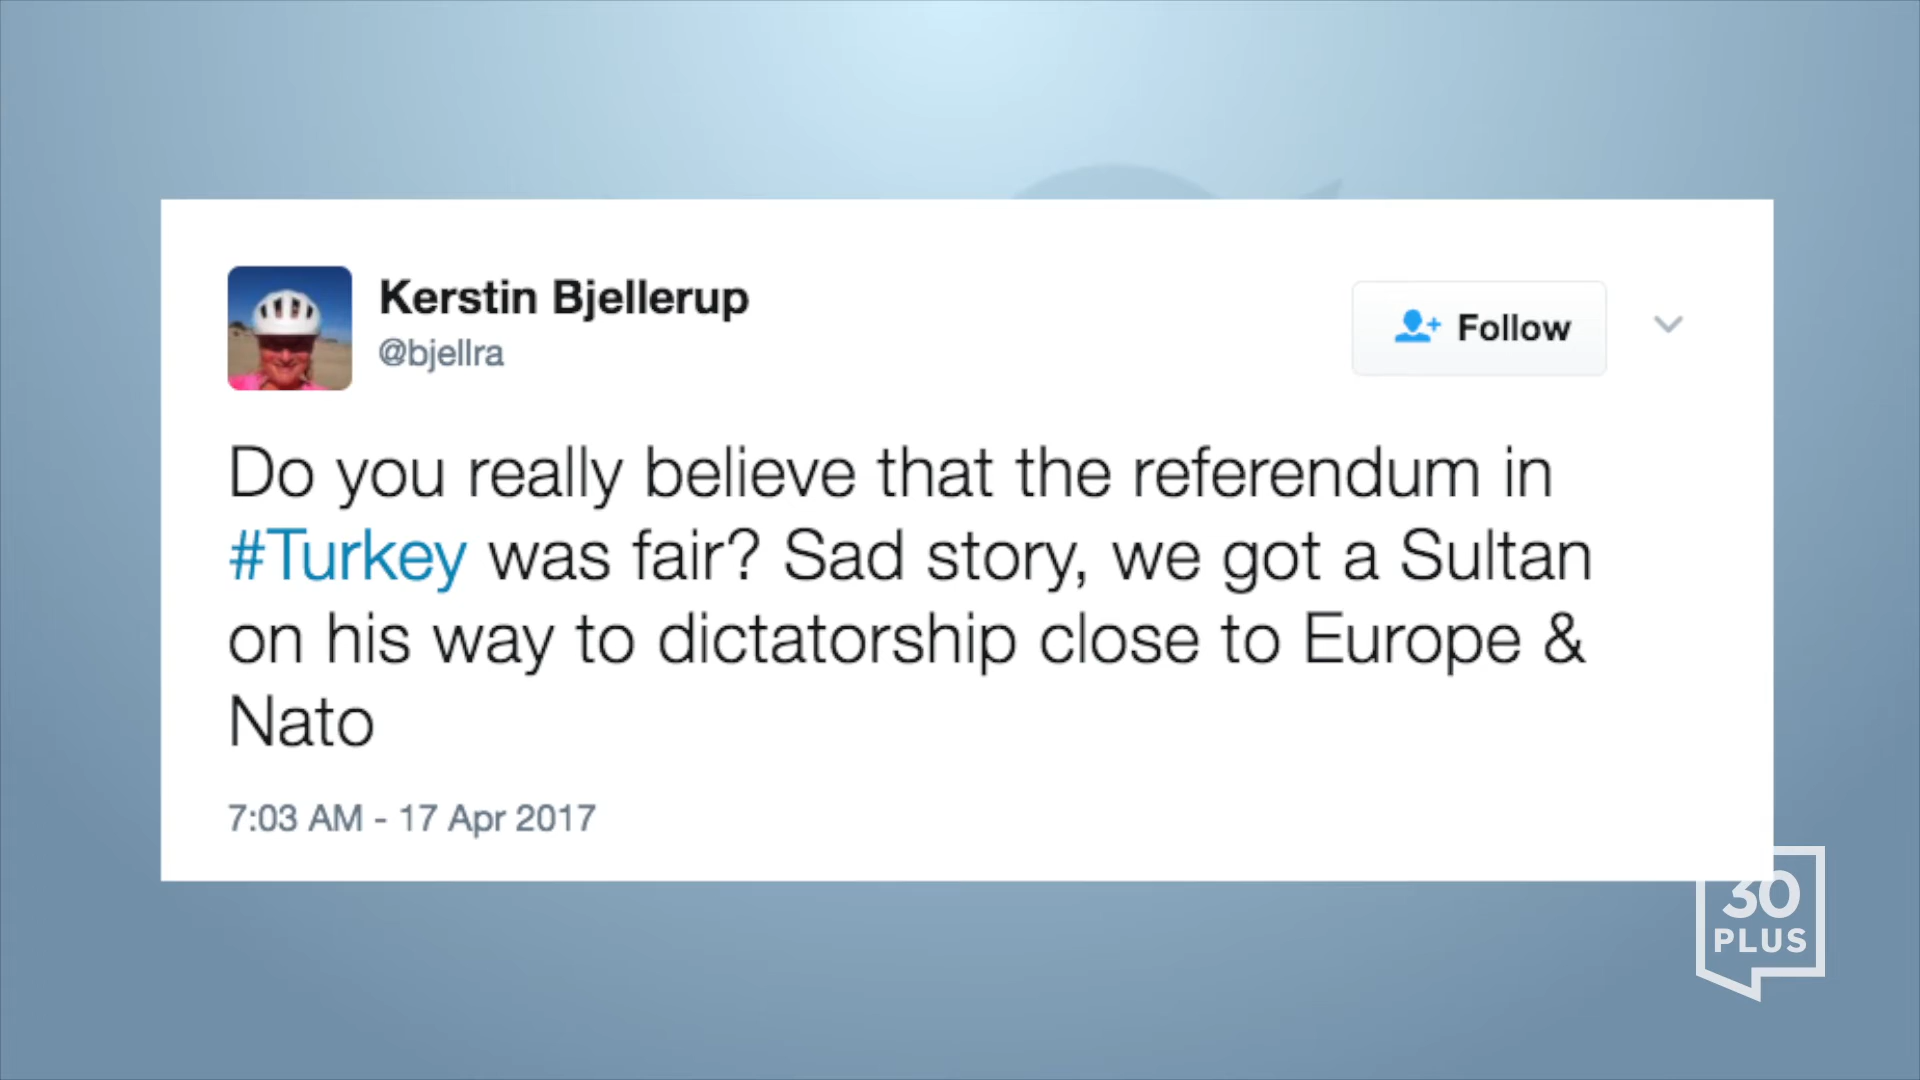 Kerstin Bjellerup
@bjellra
Follow
Do you really believe that the referendum in
#Turkey was fair? Sad story, we got a Sultan
on his way to dictatorship close to Europe &
Nato
7:03 AM - 17 Apr 2017
30
PLUS